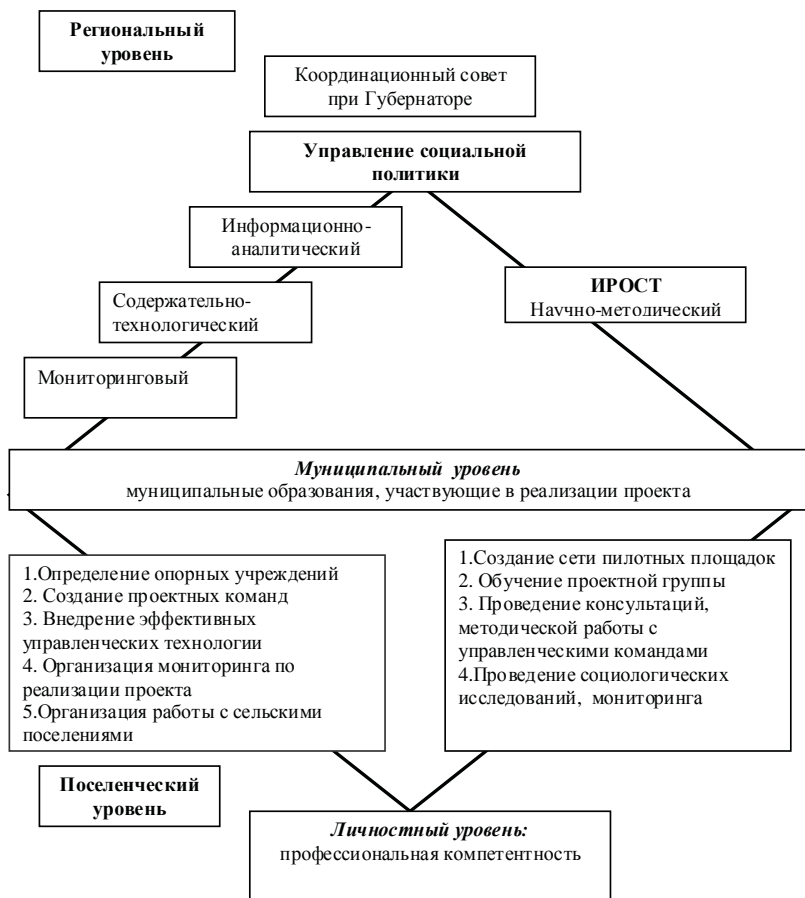 Региональный
уровень
Координационный совет
при Губернаторе
Управление социальной
политики
Информационно-
аналитический
ИРОСТ
Научно-методический
Содержательно-
технологический
Мониторинговый
Муниципальный уровень
муниципальные образования, участвующие в реализации проекта
1.Определение опорных учреждений
2. Создание проектных команд
3. Внедрение эффективных
управленческих технологии
4. Организация мониторинга по
реализации проекта
5.Организация работы с сельскими
поселениями
1.Создание сети пилотных площадок
2. Обучение проектной группы
3. Проведение консультаций,
методической работы с
управленческими командами
4.Проведение социологических
исследований, мониторинга
Поселенческий
уровень
Личностный уровень:
профессиональная компетентность